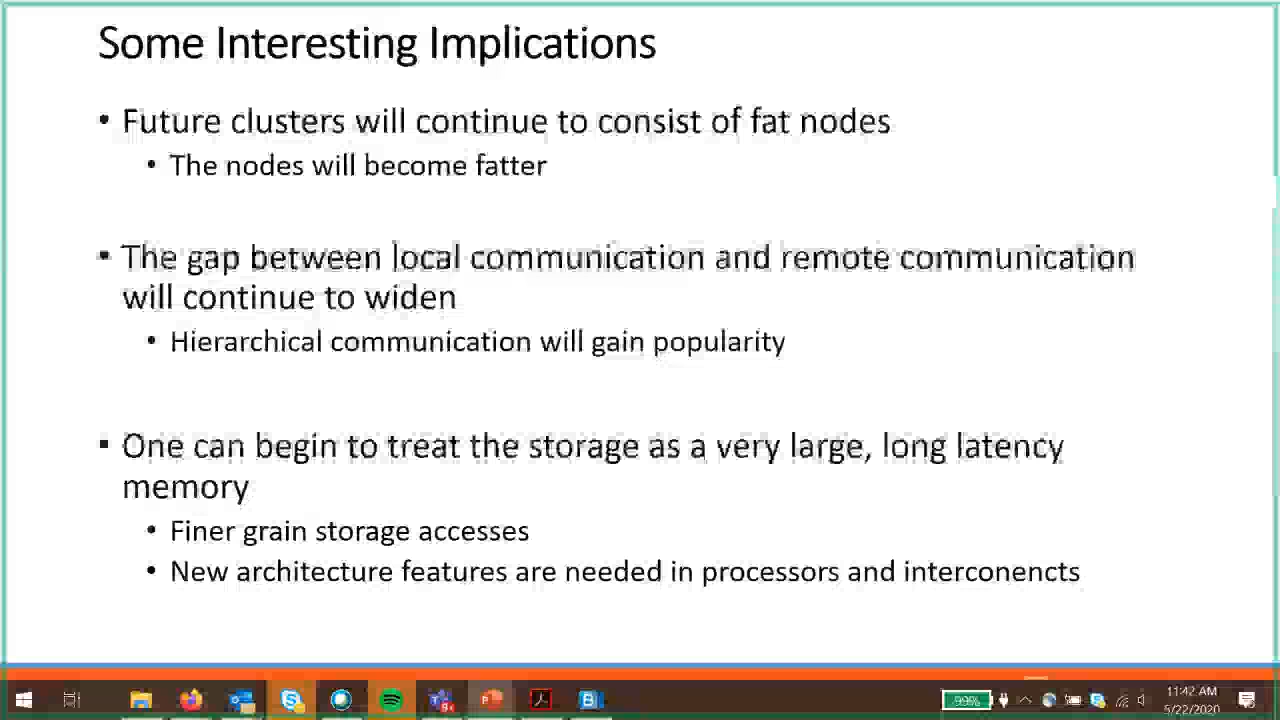 Some Interesting Implications
• Future clusters will continue to consist of fat nodes
• The nodes will become fatter
• The gap between local communication and remote communication
will continue to widen
• Hierarchical communication will gain popularity
• One can begin to treat the storage as a very large, long latency
memory
• Finer grain storage accesses
• New architecture features are needed in processors and interconencts
99%
11:42 AM
5/22/2020